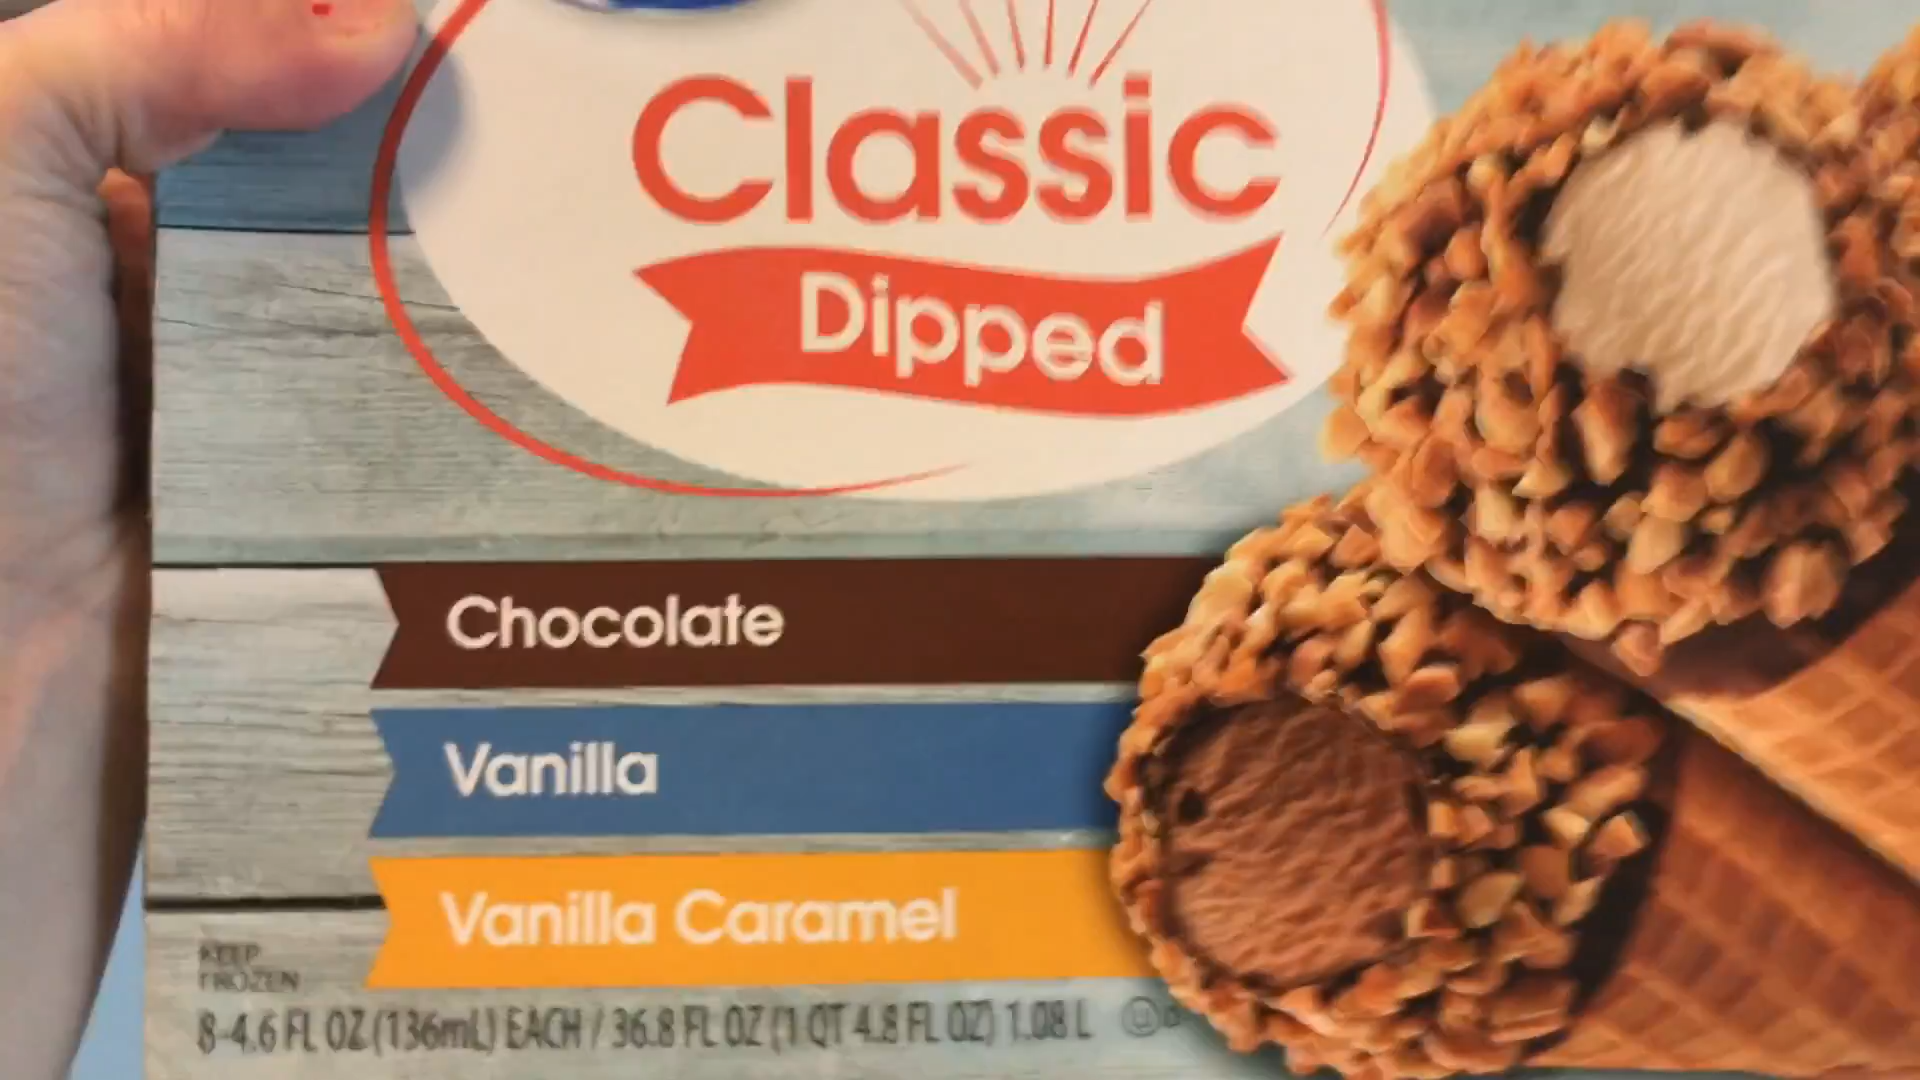 Classic
Dipped
Chocolate
Vanilla
Vanilla Caramel
KEEP
FROZEN
8-4.6 FL OZ (136mL) EACH / 36.8 FL OZ (1 QT 4.8 FL OZ) 1.08 L